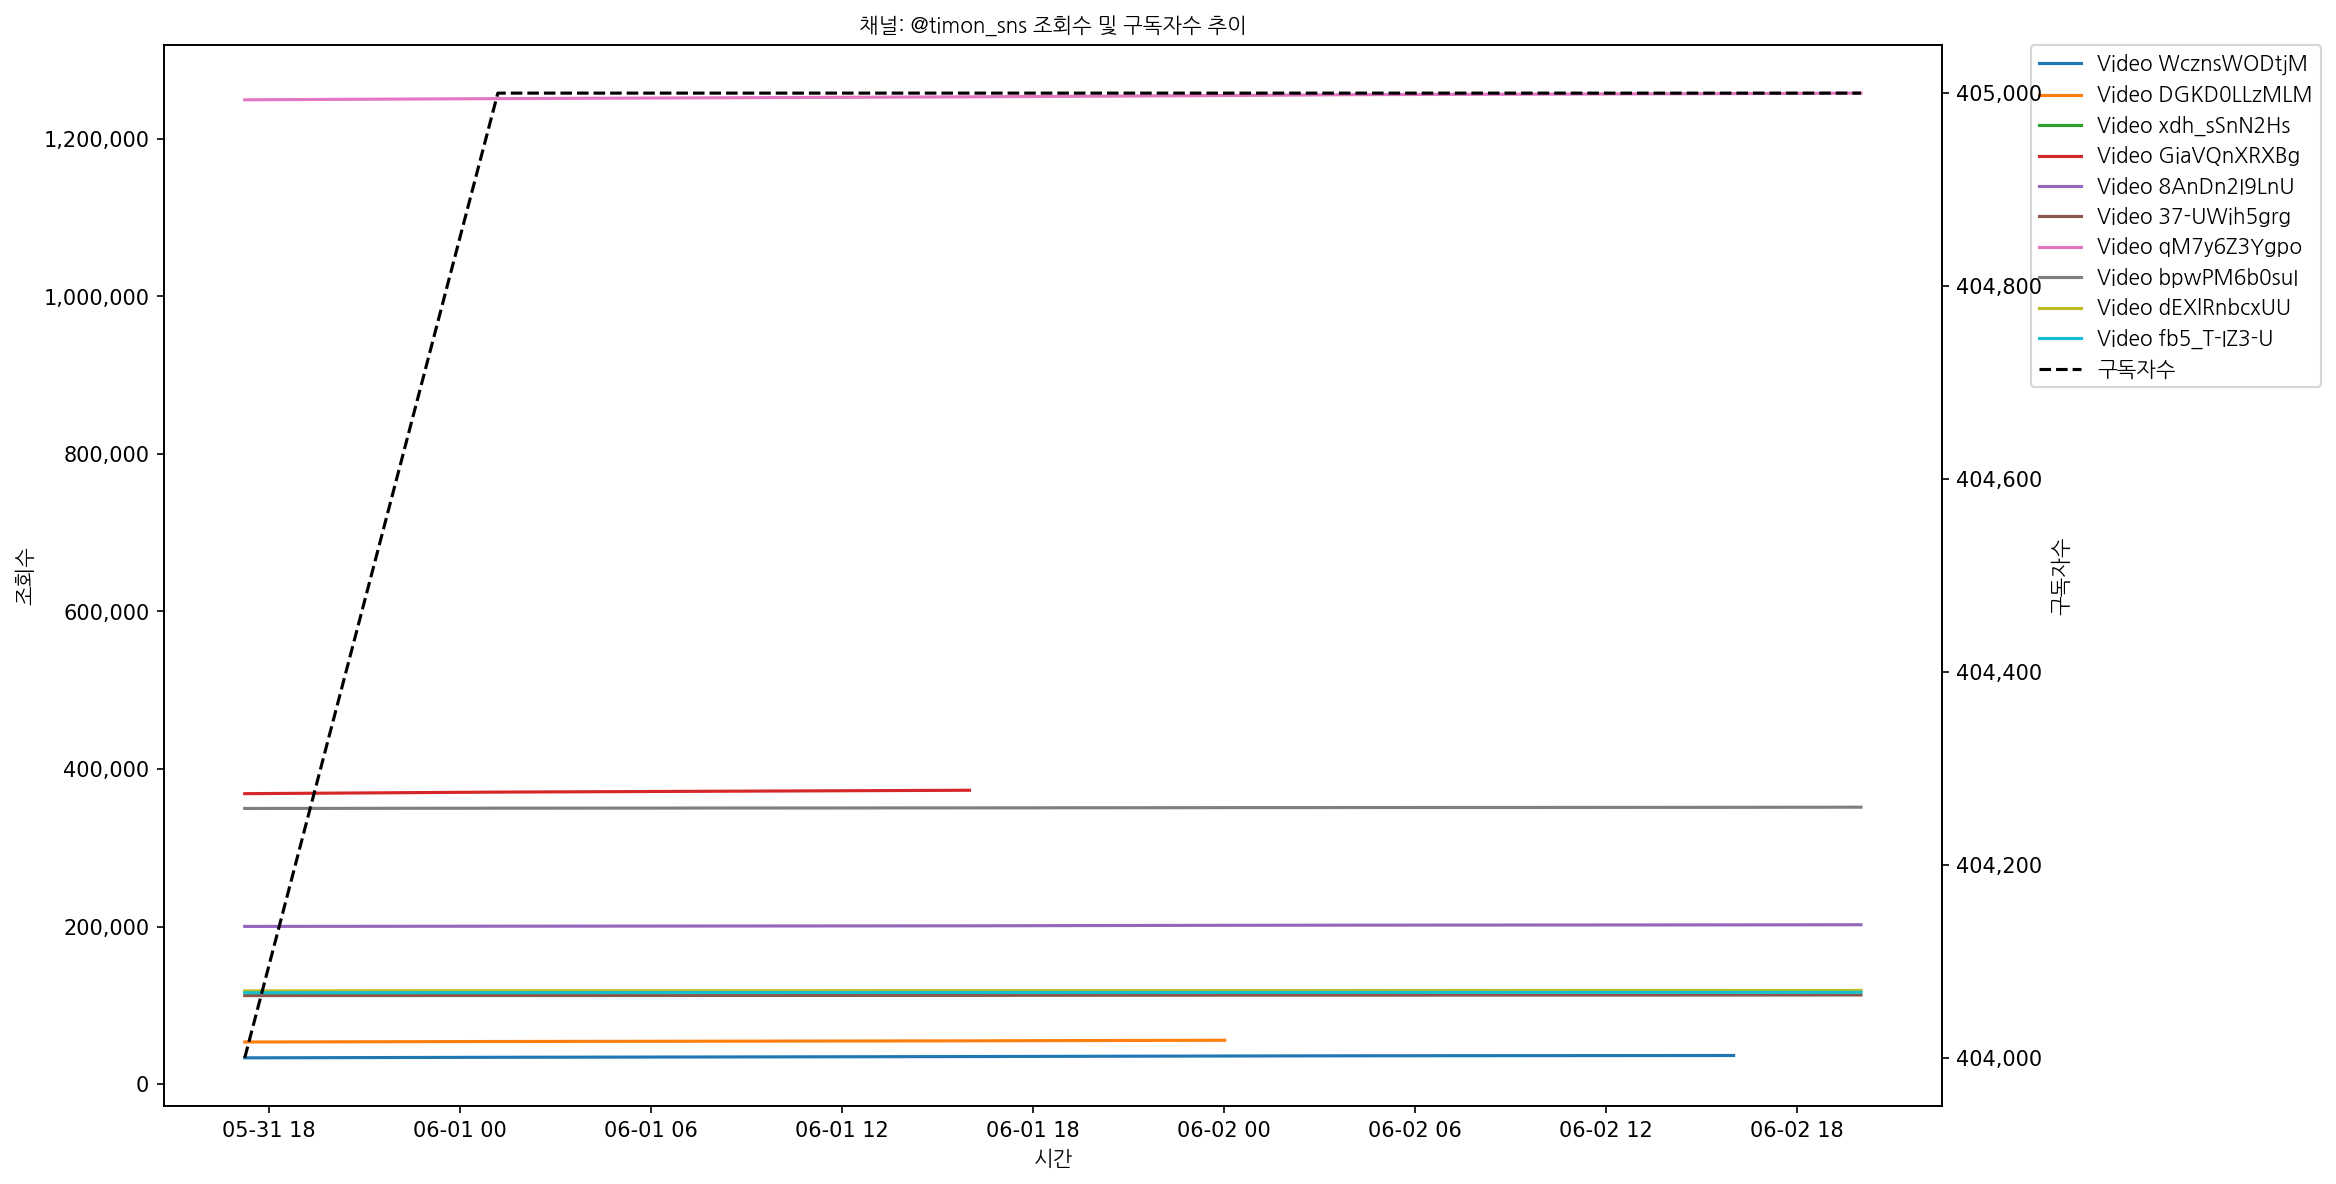 채널: @timon_sns 조회수 및 구독자수 추이
조회수
1,200,000
1,000,000
800,000
600,000
400,000
200,000
0
405,000
404,800
404,600
404,400
404,200
404,000
구독자수
05-31 18
06-01 00
06-01 06
06-01 12
06-01 18
06-02 00
06-02 06
06-02 12
06-02 18
시간
Video WcznsWODtjM
Video DGKD0LLzMLM
Video xdh_sSnN2Hs
Video GiaVQnXRXBg
Video 8AnDn2I9LnU
Video 37-UWih5grg
Video qM7y6Z3Ygpo
Video bpwPM6b0suI
Video dEXlRnbcxUU
Video fb5_T-IZ3-U
구독자수